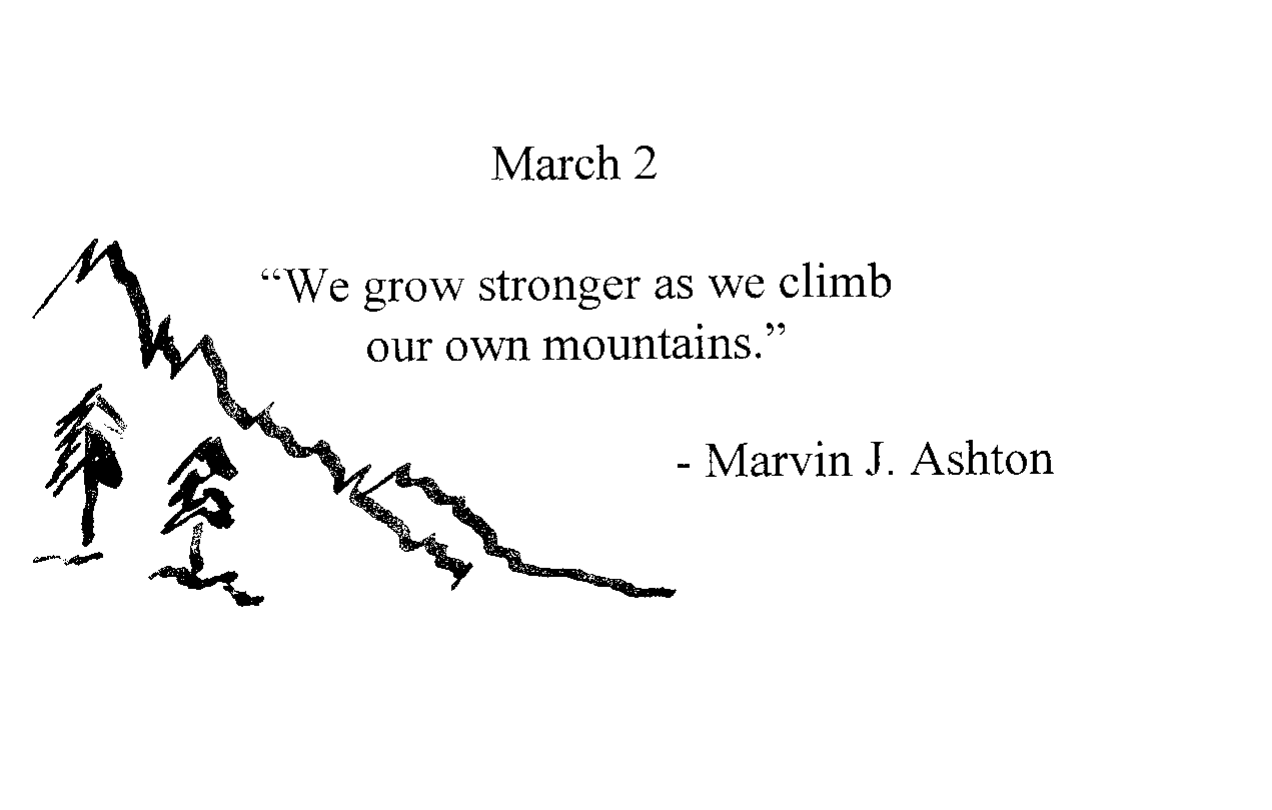 March 2
“We grow stronger as we climb
our own mountains.”
- Marvin J. Ashton